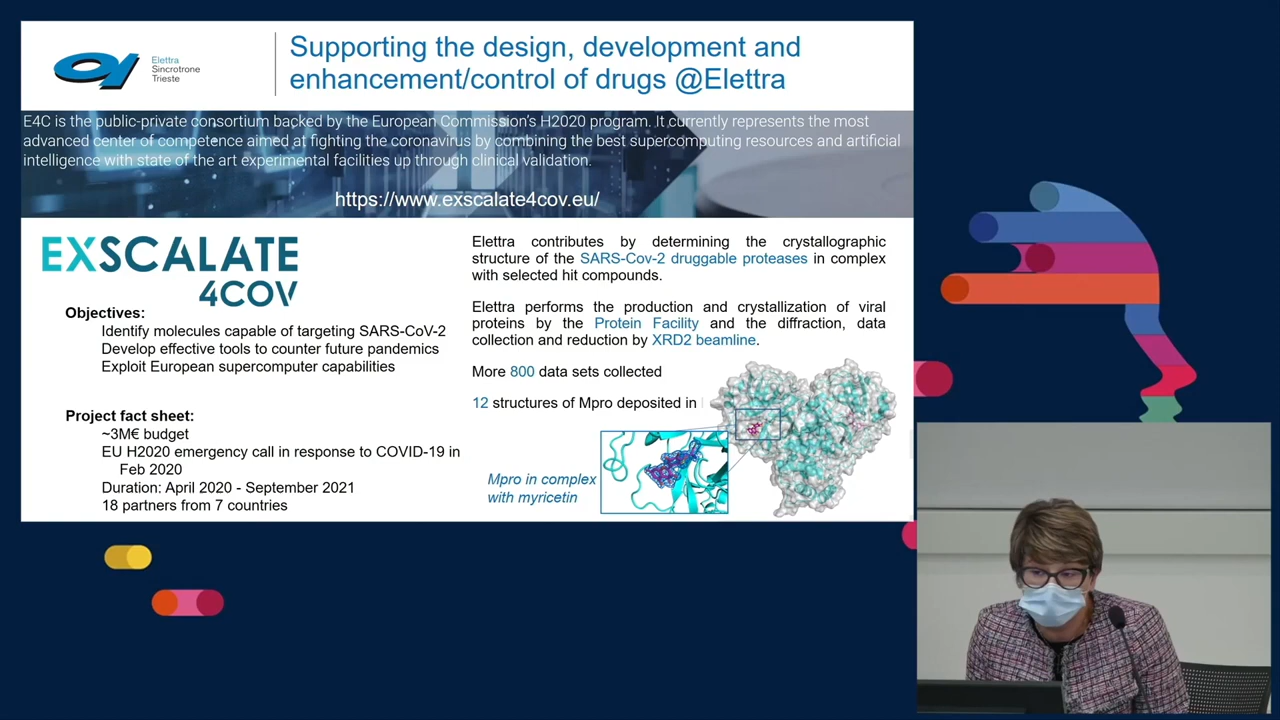 Elettra
Sincrotrone
Trieste
Supporting the design, development and
enhancement/control of drugs @Elettra
E4C is the public-private consortium backed by the European Commission's H2020 program. It currently represents the most
advanced center of competence aimed at fighting the coronavirus by combining the best supercomputing resources and artificial
intelligence with state of the art experimental facilities up through clinical validation.
https://www.exscalate4cov.eu/
EXSCALATE
4COV
Objectives:
Identify molecules capable of targeting SARS-CoV-2
Develop effective tools to counter future pandemics
Exploit European supercomputer capabilities
Project fact sheet:
~3M€ budget
EU H2020 emergency call in response to COVID-19 in
Feb 2020
Duration: April 2020 - September 2021
18 partners from 7 countries
Elettra contributes by determining the crystallographic
structure of the SARS-Cov-2 druggable proteases in complex
with selected hit compounds.
Elettra performs the production and crystallization of viral
proteins by the Protein Facility and the diffraction, data
collection and reduction by XRD2 beamline.
More 800 data sets collected
12 structures of Mpro deposited in
Mpro in complex
with myricetin